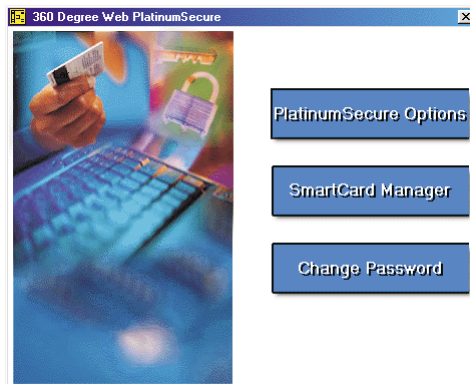 360 Degree Web PlatinumSecure
PlatinumSecure Options
SmartCard Manager
Change Password